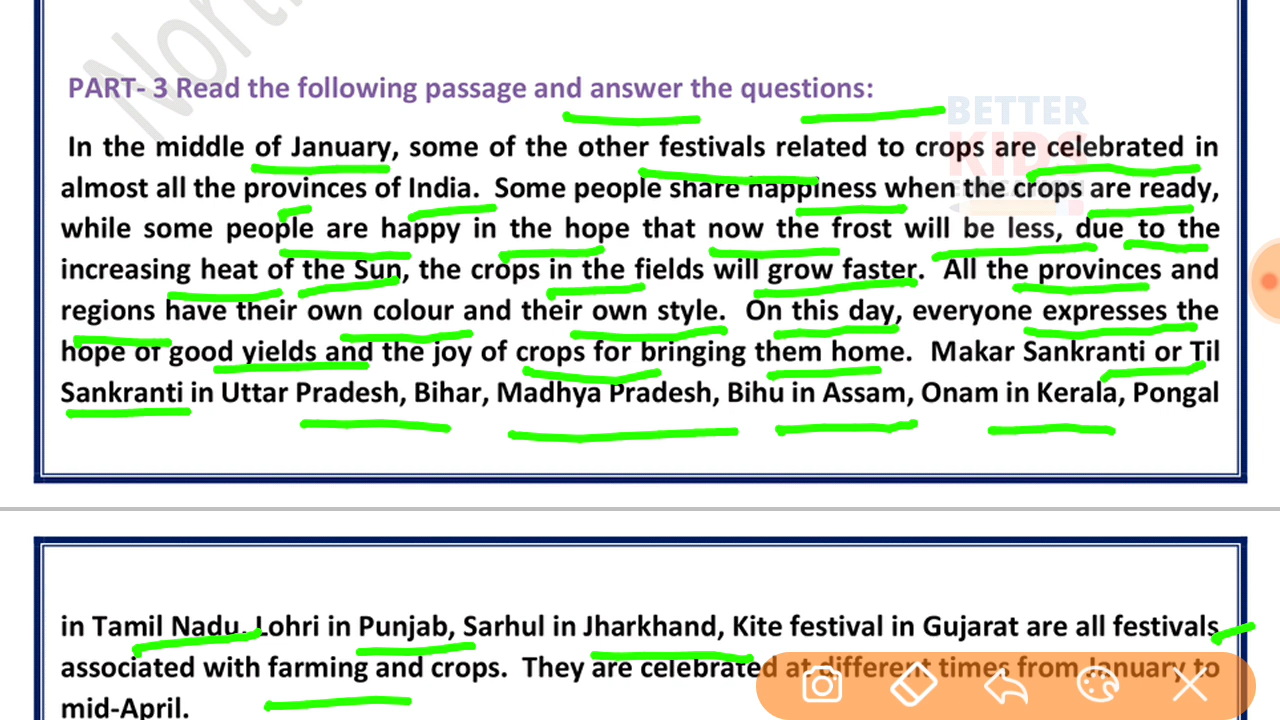 PART- 3 Read the following passage and answer the questions:
BETTER
KIDS
In the middle of January, some of the other festivals related to crops are celebrated in
almost all the provinces of India. Some people share happiness when the crops are ready,
while some people are happy in the hope that now the frost will be less, due to the
increasing heat of the Sun, the crops in the fields will grow faster. All the provinces and
regions have their own colour and their own style. On this day, everyone expresses the
hope of good yields and the joy of crops for bringing them home. Makar Sankranti or Til
Sankranti in Uttar Pradesh, Bihar, Madhya Pradesh, Bihu in Assam, Onam in Kerala, Pongal
in Tamil Nadu, Lohri in Punjab, Sarhul in Jharkhand, Kite festival in Gujarat are all festivals
associated with farming and crops. They are celebrated at different times from January to
mid-April.